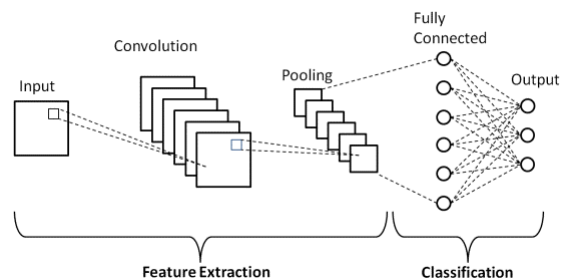 Input
Convolution
Pooling
Fully
Connected
Output
Feature Extraction
Classification